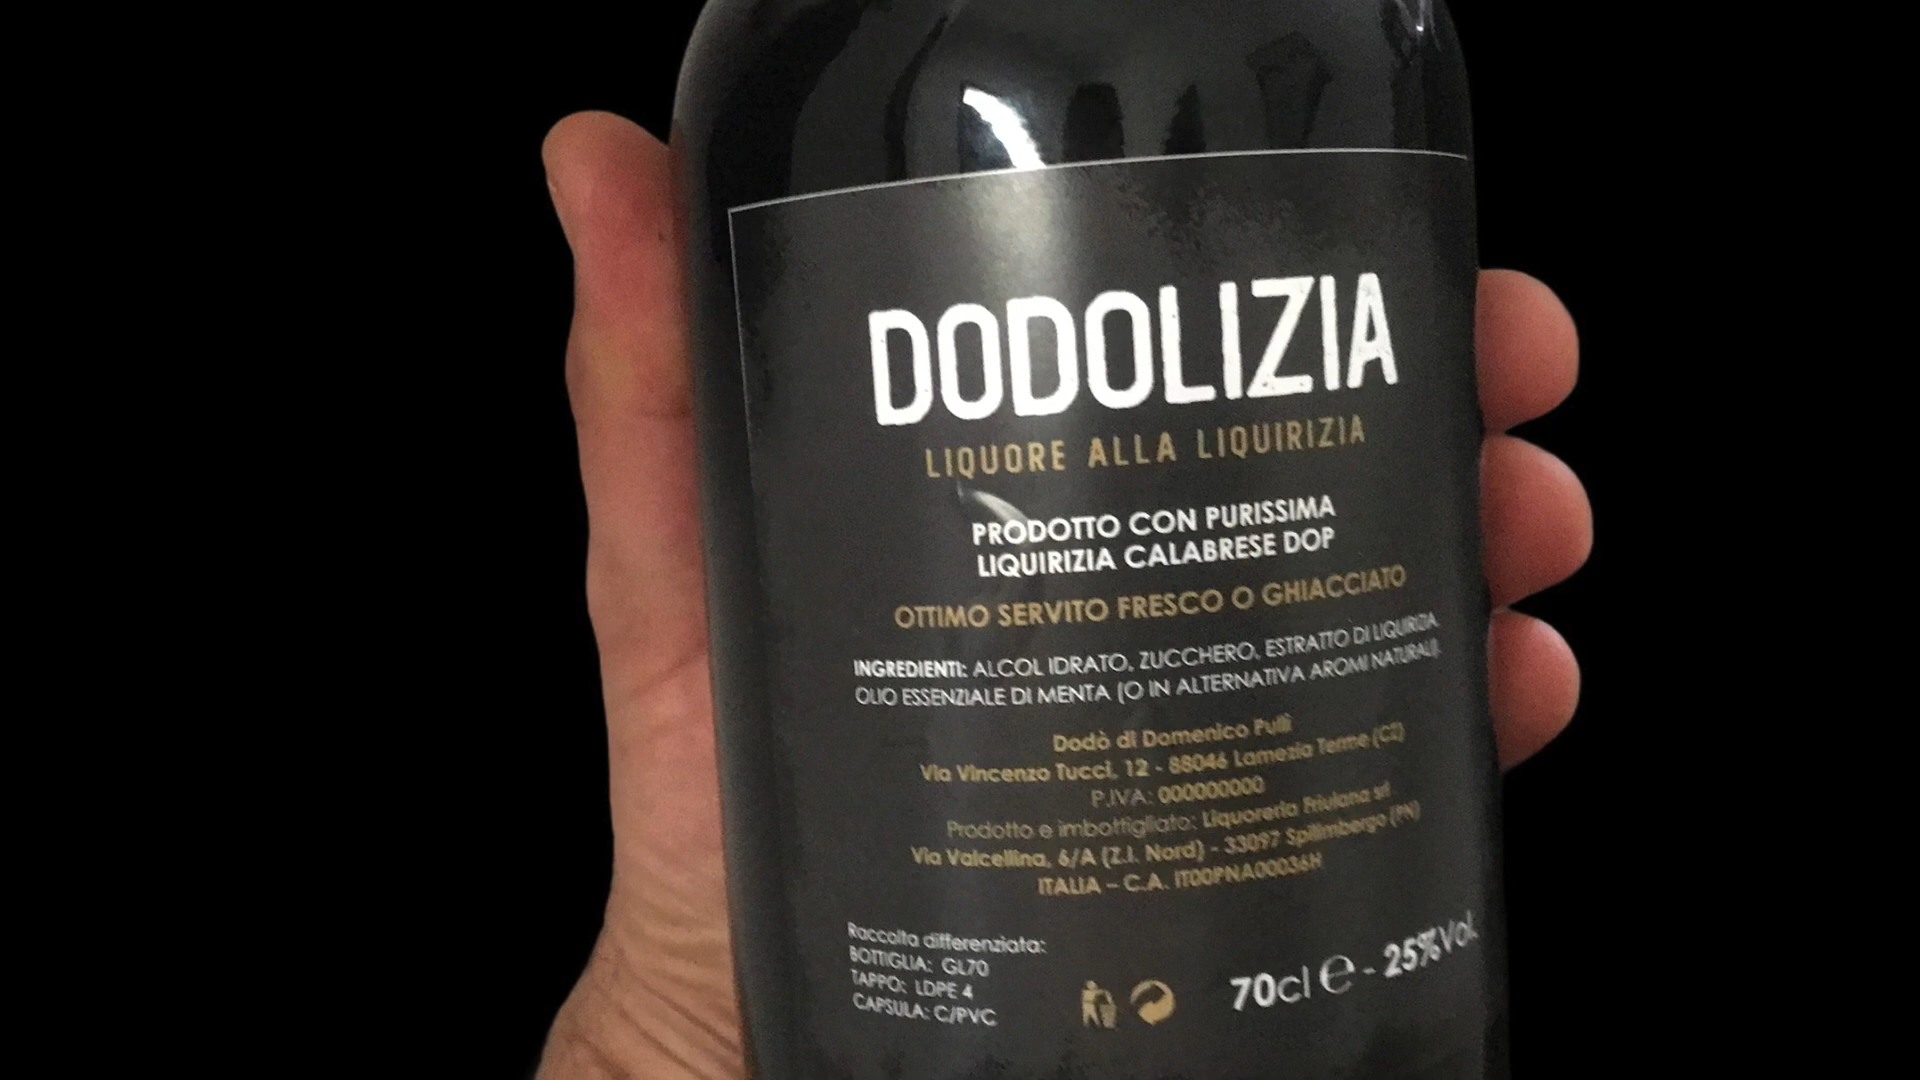 DODOLIZIA
LIQUORE ALLA LIQUIRIZIA
PRODOTTO CON PURISSIMA
LIQUIRIZIA CALABRESE DOP
OTTIMO SERVITO FRESCO O GHIACCIATO
INGREDIENTI: ALCOL IDRATO, ZUCCHERO, ESTRATTO DI LIQUIRIZIA,
OLIO ESSENZIALE DI MENTA (O IN ALTERNATIVA AROMI NATURALI).
Dodò di Domenico Pulli
Via Vincenzo Tucci, 12 - 88046 Lamezia Terme (CZ)
P.IVA: 000000000
Prodotto e imbottigliato: Liquoreria Friulana srl
Via Valcellina, 6/A (Z.I. Nord) - 33097 Spilimbergo (PN)
ITALIA – C.A. IT00PNA00036H
Raccolta differenziata:
BOTTIGLIA: GL70
TAPPO: LDPE 4
CAPSULA: C/PVC
70cl e - 25%Vol.